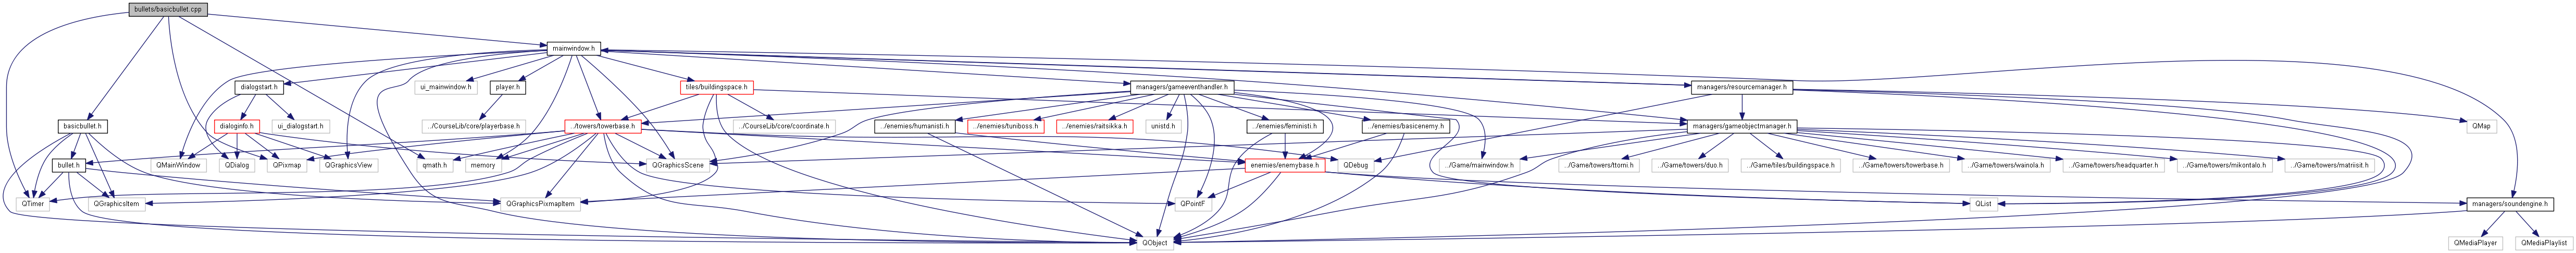 bullets/basicbullet.cpp
mainwindow.h
dialogstart.h
ui_mainwindow.h
player.h
tiles/buildingspace.h
managers/gameeventhandler.h
managers/resourcemanager.h
basicbullet.h
dialoginfo.h
ui_dialogstart.h
../CourseLib/core/playerbase.h
../towers/towerbase.h
../CourseLib/core/coordinate.h
../enemies/humanisti.h
../enemies/tuniboss.h
../enemies/raitsikka.h
unistd.h
../enemies/feministi.h
../enemies/basicenemy.h
managers/gameobjectmanager.h
QMap
bullet.h
QMainWindow
QDialog
QPixmap
QGraphicsView
qmath.h
memory
QGraphicsScene
enemies/enemybase.h
QDebug
../Game/mainwindow.h
../Game/towers/ttomi.h
../Game/towers/duo.h
../Game/tiles/buildingspace.h
../Game/towers/towerbase.h
../Game/towers/wainola.h
../Game/towers/headquarter.h
../Game/towers/mikontalo.h
../Game/towers/matriisit.h
QTimer
QGraphicsItem
QGraphicsPixmapItem
QPointF
QList
managers/soundengine.h
QObject
QMediaPlayer
QMediaPlaylist